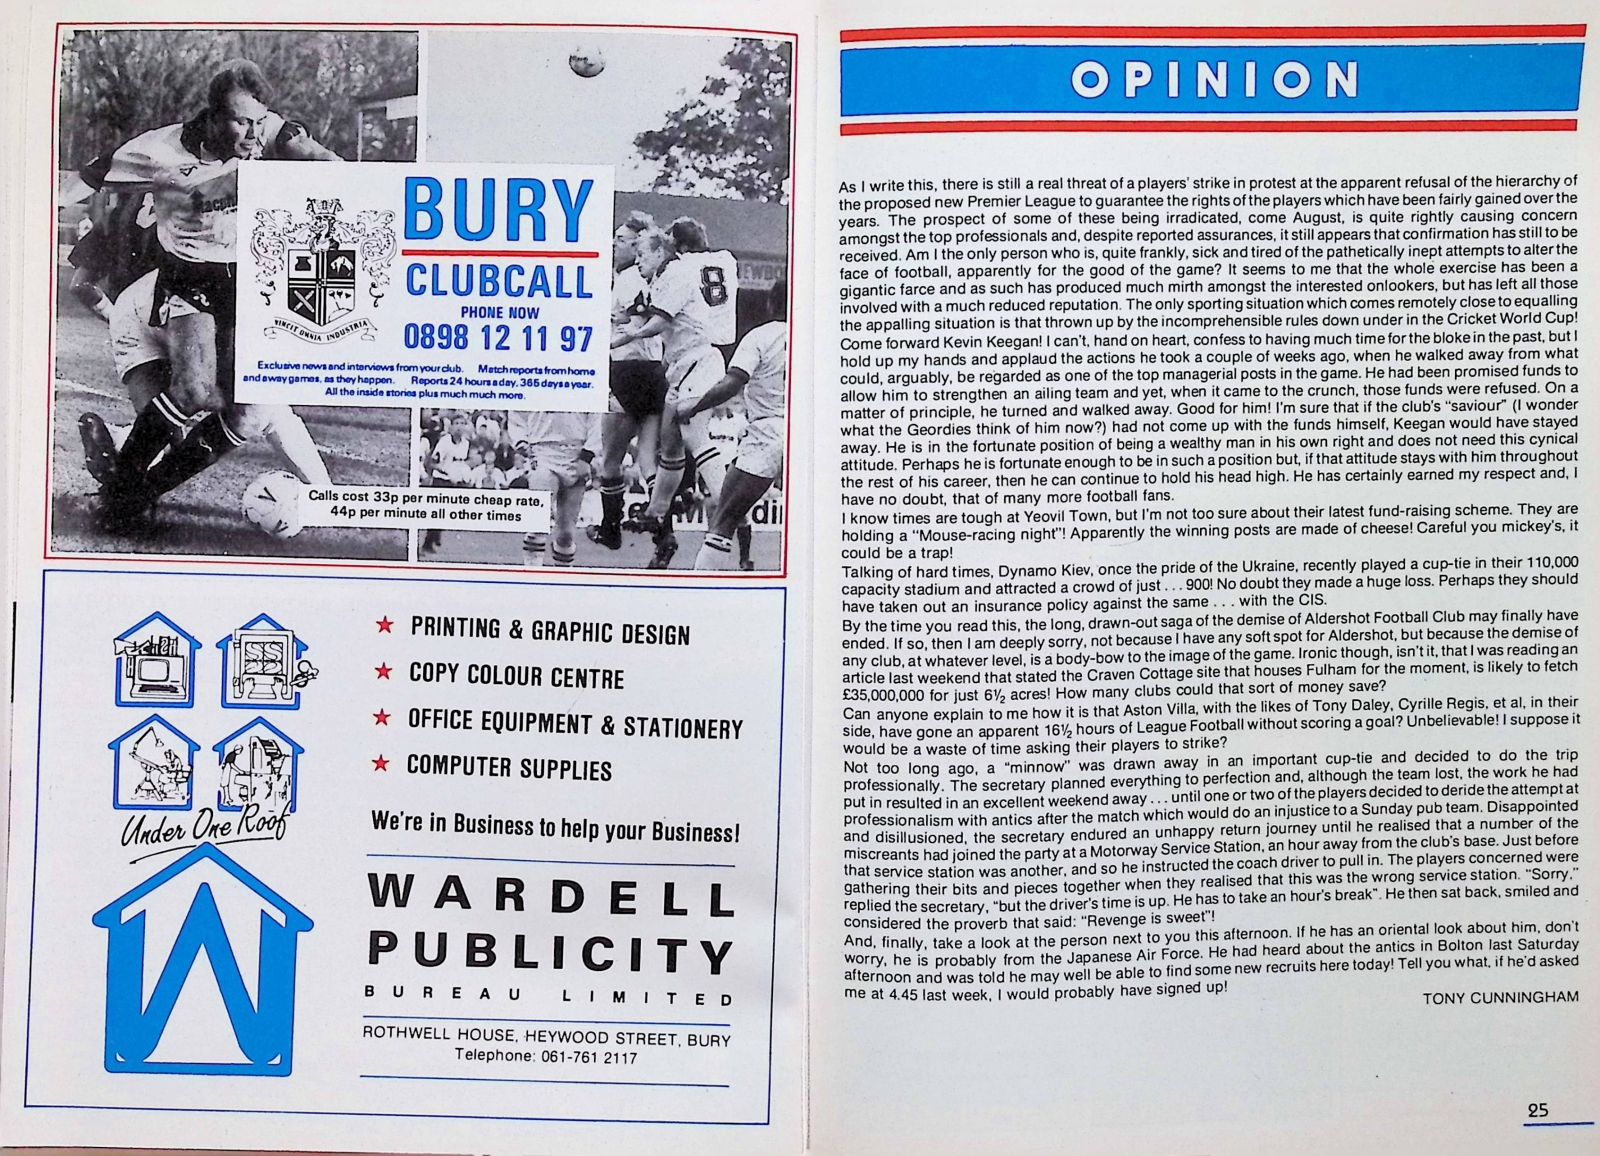 BURY
CLUBCALL
PHONE NOW
0898 12 11 97
VINCIT OMNIA INDUSTRIA
Exclusive news and interviews from your club. Match reports from home
and away games, as they happen. Reports 24 hours a day, 365 days a year.
All the inside stories plus much much more.
8
Calls cost 33p per minute cheap rate,
44p per minute all other times
★ PRINTING & GRAPHIC DESIGN
★ COPY COLOUR CENTRE
★ OFFICE EQUIPMENT & STATIONERY
★ COMPUTER SUPPLIES
Under One Roof
We're in Business to help your Business!
WARDELL
PUBLICITY
BUREAU LIMITED
ROTHWELL HOUSE, HEYWOOD STREET, BURY
Telephone: 061-761 2117
OPINION
As I write this, there is still a real threat of a players' strike in protest at the apparent refusal of the hierarchy of
the proposed new Premier League to guarantee the rights of the players which have been fairly gained over the
years. The prospect of some of these being irradicated, come August, is quite rightly causing concern
amongst the top professionals and, despite reported assurances, it still appears that confirmation has still to be
received. Am I the only person who is, quite frankly, sick and tired of the pathetically inept attempts to alter the
face of football, apparently for the good of the game? It seems to me that the whole exercise has been a
gigantic farce and as such has produced much mirth amongst the interested onlookers, but has left all those
involved with a much reduced reputation. The only sporting situation which comes remotely close to equalling
the appalling situation is that thrown up by the incomprehensible rules down under in the Cricket World Cup!
Come forward Kevin Keegan! I can't, hand on heart, confess to having much time for the bloke in the past, but I
hold up my hands and applaud the actions he took a couple of weeks ago, when he walked away from what
could, arguably, be regarded as one of the top managerial posts in the game. He had been promised funds to
allow him to strengthen an ailing team and yet, when it came to the crunch, those funds were refused. On a
matter of principle, he turned and walked away. Good for him! I'm sure that if the club's "saviour" (I wonder
what the Geordies think of him now?) had not come up with the funds himself, Keegan would have stayed
away. He is in the fortunate position of being a wealthy man in his own right and does not need this cynical
attitude. Perhaps he is fortunate enough to be in such a position but, if that attitude stays with him throughout
the rest of his career, then he can continue to hold his head high. He has certainly earned my respect and, I
have no doubt, that of many more football fans.
I know times are tough at Yeovil Town, but I'm not too sure about their latest fund-raising scheme. They are
holding a "Mouse-racing night"! Apparently the winning posts are made of cheese! Careful you mickey's, it
could be a trap!
Talking of hard times, Dynamo Kiev, once the pride of the Ukraine, recently played a cup-tie in their 110,000
capacity stadium and attracted a crowd of just . . . 900! No doubt they made a huge loss. Perhaps they should
have taken out an insurance policy against the same . . . with the CIS.
By the time you read this, the long, drawn-out saga of the demise of Aldershot Football Club may finally have
ended. If so, then I am deeply sorry, not because I have any soft spot for Aldershot, but because the demise of
any club, at whatever level, is a body-bow to the image of the game. Ironic though, isn't it, that I was reading an
article last weekend that stated the Craven Cottage site that houses Fulham for the moment, is likely to fetch
£35,000,000 for just 6½ acres! How many clubs could that sort of money save?
Can anyone explain to me how it is that Aston Villa, with the likes of Tony Daley, Cyrille Regis, et al, in their
side, have gone an apparent 16½ hours of League Football without scoring a goal? Unbelievable! I suppose it
would be a waste of time asking their players to strike?
Not too long ago, a "minnow" was drawn away in an important cup-tie and decided to do the trip
professionally. The secretary planned everything to perfection and, although the team lost, the work he had
put in resulted in an excellent weekend away . . . until one or two of the players decided to deride the attempt at
professionalism with antics after the match which would do an injustice to a Sunday pub team. Disappointed
and disillusioned, the secretary endured an unhappy return journey until he realised that a number of the
miscreants had joined the party at a Motorway Service Station, an hour away from the club's base. Just before
that service station was another, and so he instructed the coach driver to pull in. The players concerned were
gathering their bits and pieces together when they realised that this was the wrong service station. "Sorry,"
replied the secretary, "but the driver's time is up. He has to take an hour's break". He then sat back, smiled and
considered the proverb that said: "Revenge is sweet"!
And, finally, take a look at the person next to you this afternoon. If he has an oriental look about him, don't
worry, he is probably from the Japanese Air Force. He had heard about the antics in Bolton last Saturday
afternoon and was told he may well be able to find some new recruits here today! Tell you what, if he'd asked
me at 4.45 last week, I would probably have signed up!
TONY CUNNINGHAM
25